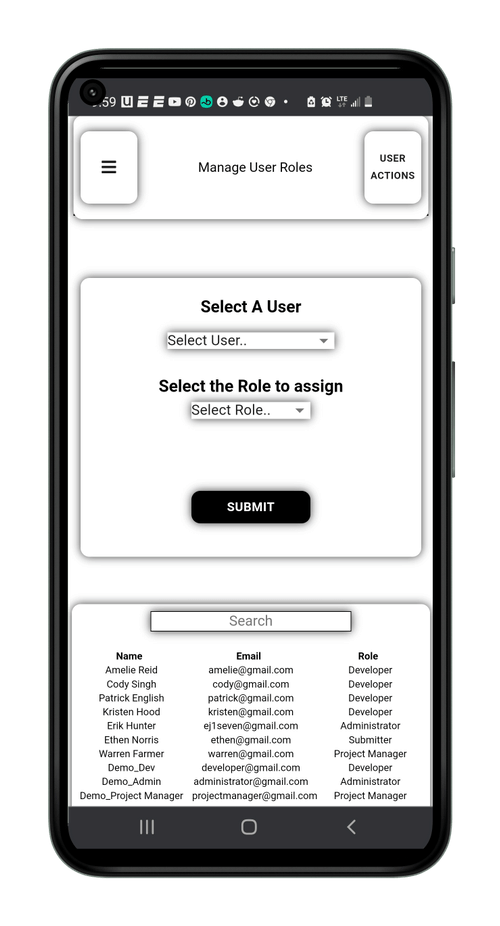 :59
LTE
Manage User Roles
USER
ACTIONS
Select A User
Select User..
Select the Role to assign
Select Role..
SUBMIT
Search
Name Email Role
Amelie Reid amelie@gmail.com Developer
Cody Singh cody@gmail.com Developer
Patrick English patrick@gmail.com Developer
Kristen Hood kristen@gmail.com Developer
Erik Hunter ej1seven@gmail.com Administrator
Ethen Norris ethen@gmail.com Submitter
Warren Farmer warren@gmail.com Project Manager
Demo_Dev developer@gmail.com Developer
Demo_Admin administrator@gmail.com Administrator
Demo_Project Manager projectmanager@gmail.com Project Manager